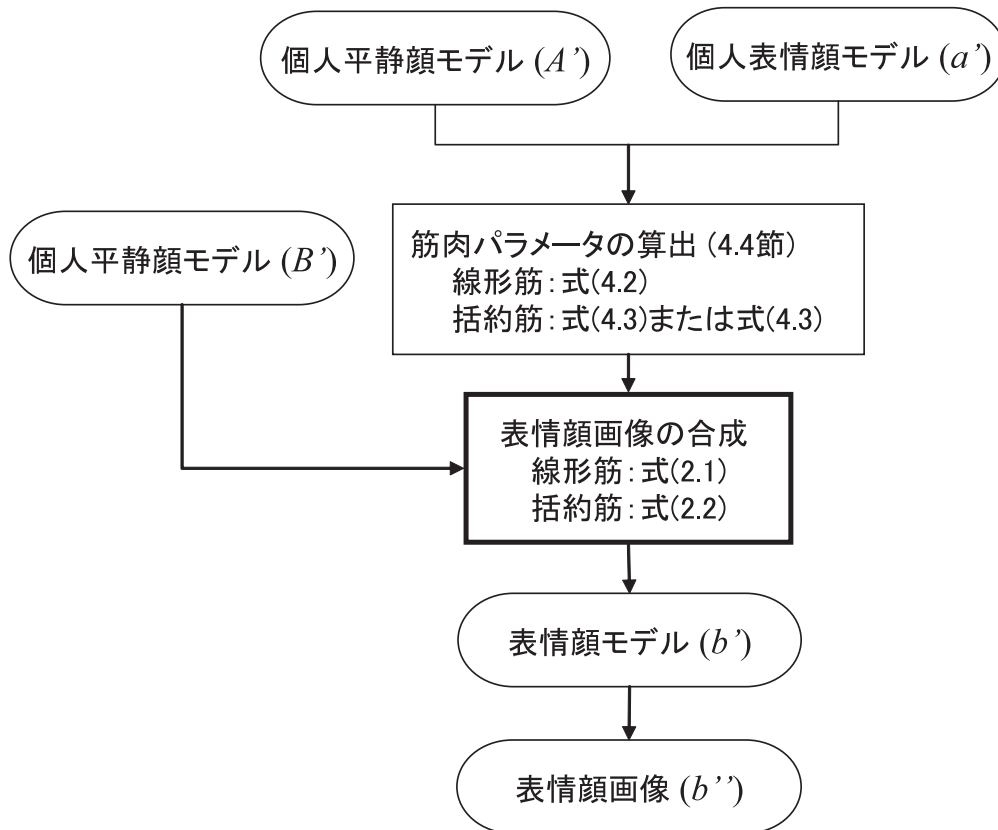 個人平静顔モデル (A’)
個人表情顔モデル (a’)
筋肉パラメータの算出 (4.4節)
線形筋：式(4.2)
括約筋：式(4.3)または式(4.3)
個人平静顔モデル (B’)
表情顔画像の合成
線形筋：式(2.1)
括約筋：式(2.2)
表情顔モデル (b’)
表情顔画像 (b’’)